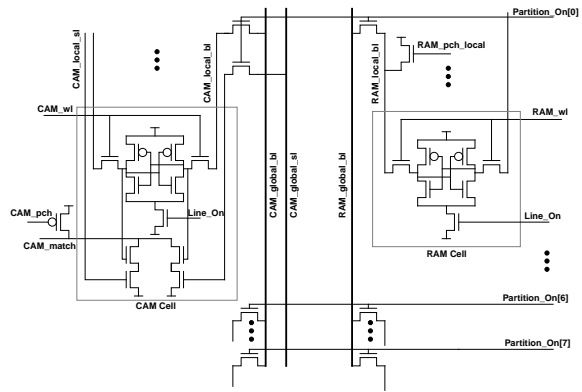 Partition_On[0]
CAM_local_sl
CAM_local_bl
RAM_local_bl
RAM_pch_local
CAM_wl
RAM_wl
CAM_global_bl
CAM_global_sl
RAM_global_bl
CAM_pch
Line_On
Line_On
CAM_match
CAM Cell
RAM Cell
Partition_On[6]
Partition_On[7]